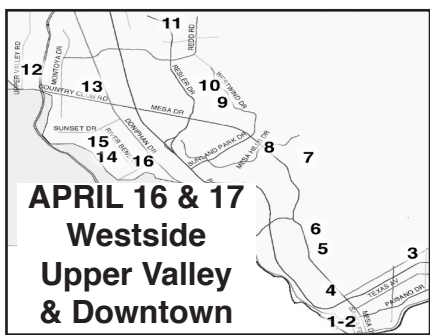 11
REDD RD
UPPER VALLEY RD
MONTOYA DR
12
13
RESLER DR
10
WESTWIND DR
9
COUNTRY CLUB RD
MESA DR
DONIPHAN DR
SUNSET DR
RIVER BEND
15
14
16
SUNLAND PARK DR
MESA HILLS DR
8
7
APRIL 16 & 17
Westside
Upper Valley
& Downtown
6
5
3
4
TEXAS AV
PAISANO DR
MESA
1-2